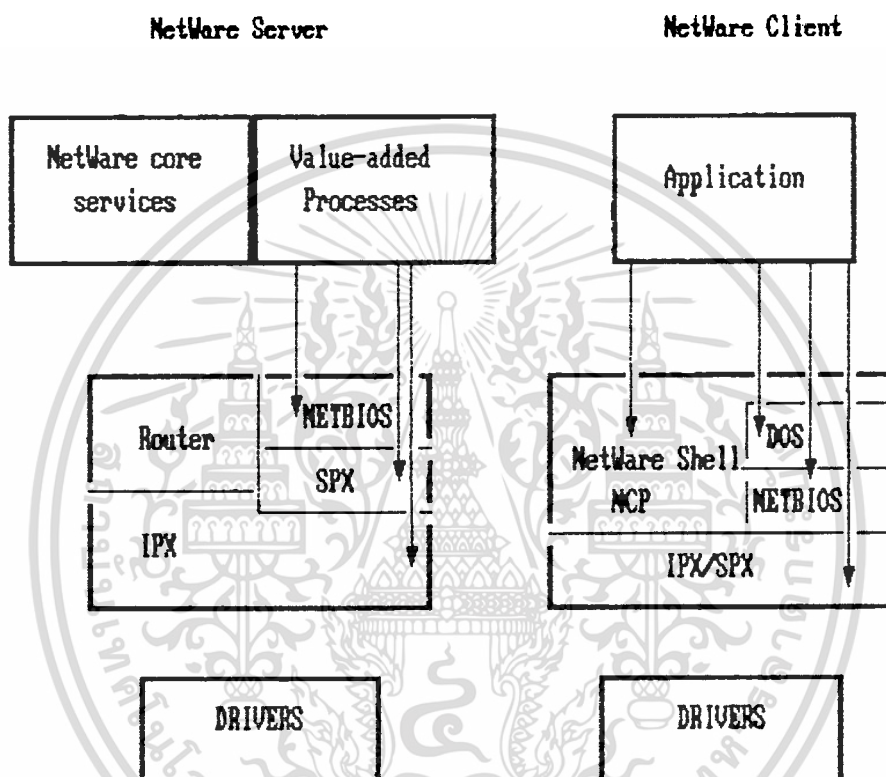 NetWare Server
NetWare Client
NetWare core
services
Value-added
Processes
Application
Router
NETBIOS
SPX
IPX
DOS
NetWare Shell
NCP
NETBIOS
IPX/SPX
DRIVERS
DRIVERS